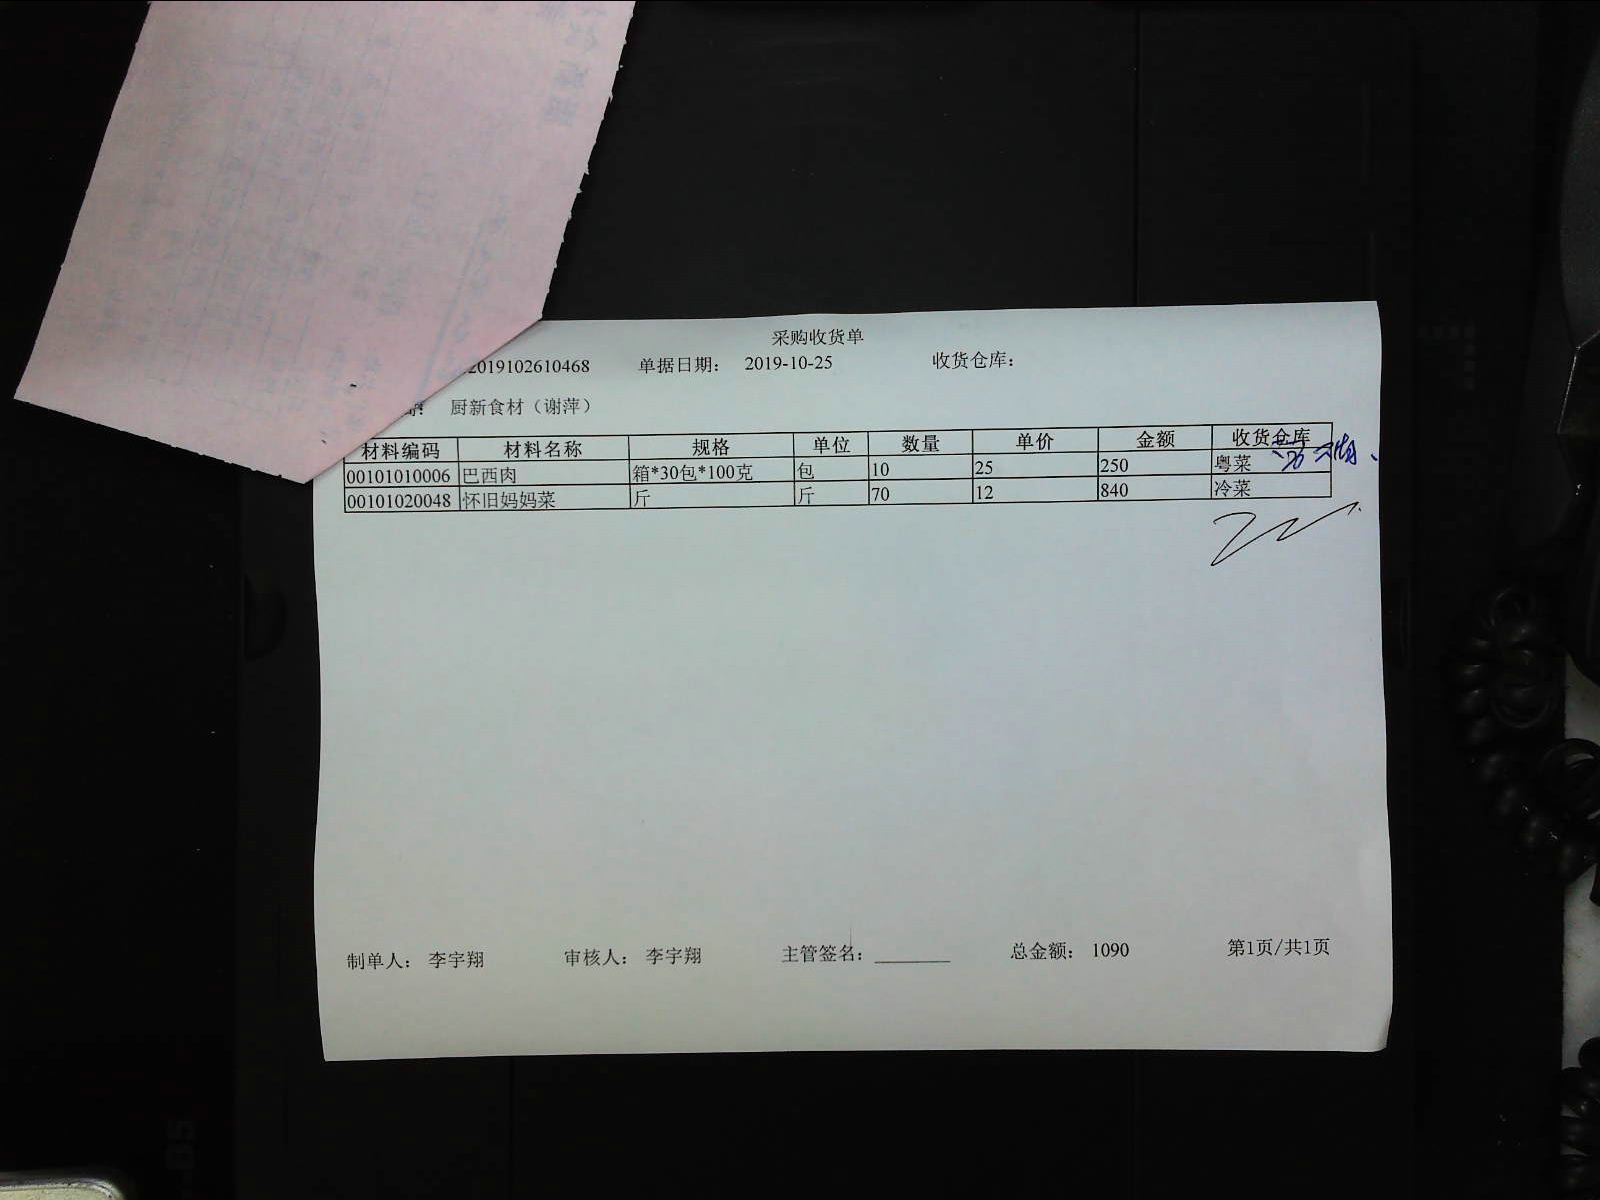 采购收货单
2019102610468 单据日期: 2019-10-25 收货仓库:
厨新食材（谢萍）
材料编码 材料名称 规格 单位 数量 单价 金额 收货仓库
00101010006 巴西肉 箱*30包*100克 包 10 25 250 粤菜
00101020048 怀旧妈妈菜 斤 斤 70 12 840 冷菜
制单人: 李宇翔 审核人: 李宇翔 主管签名: 总金额: 1090 第1页/共1页